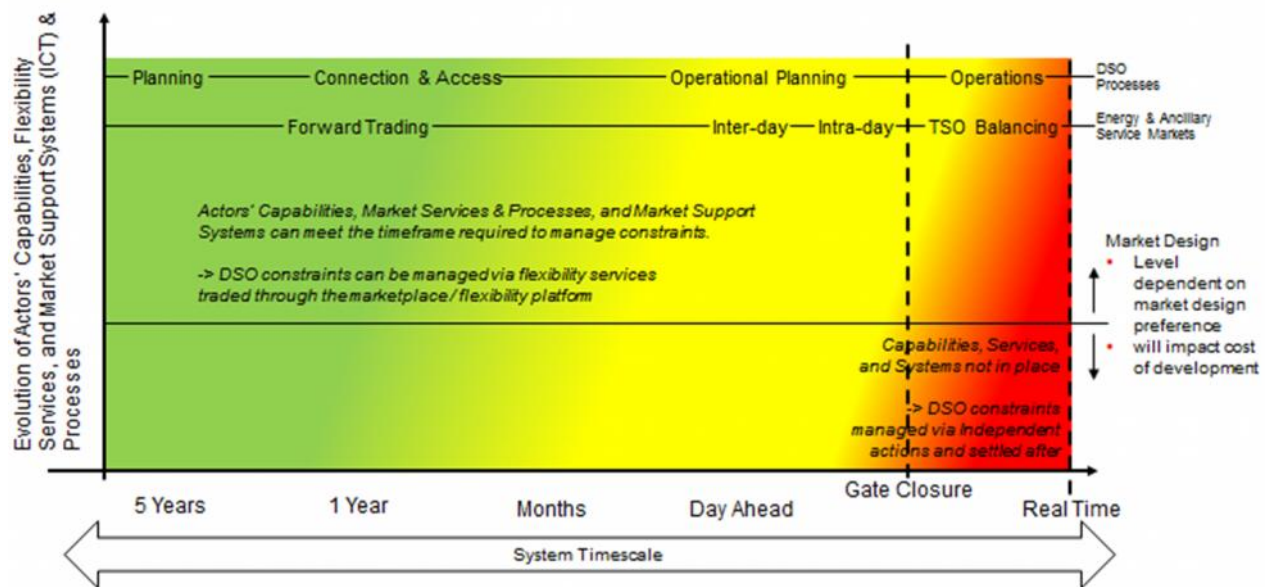 Evolution of Actors' Capabilities, Flexibility
Services, and Market Support Systems (ICT) &
Processes
Planning
Connection & Access
Operational Planning
Operations
DSO
Processes
Forward Trading
Inter-day
Intra-day
TSO Balancing
Energy & Ancillary
Service Markets
Actors' Capabilities, Market Services & Processes, and Market Support
Systems can meet the timeframe required to manage constraints.
-> DSO constraints can be managed via flexibility services
traded through the marketplace / flexibility platform
Market Design
• Level
dependent on
market design
preference
• will impact cost
of development
Capabilities, Services,
and Systems not in place
-> DSO constraints
managed via Independent
actions and settled after
5 Years
1 Year
Months
Day Ahead
Gate Closure
Real Time
System Timescale